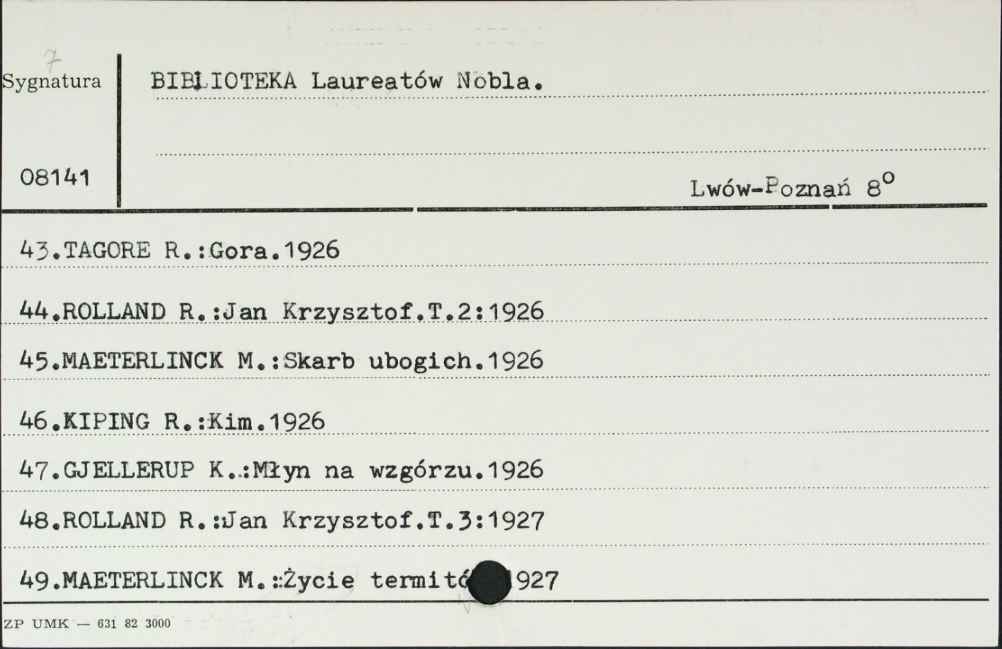 7
Sygnatura
BIBLIOTEKA Laureatów Nobla.
08141
Lwów-Poznań 8°
43.TAGORE R.:Gora.1926
44.ROLLAND R.:Jan Krzysztof.T.2:1926
45.MAETERLINCK M.:Skarb ubogich.1926
46.KIPING R.:Kim.1926
47.GJELLERUP K.:Młyn na wzgórzu.1926
48.ROLLAND R.:Jan Krzysztof.T.3:1927
49.MAETERLINCK M.:Życie 1927
ZP UMK — 631 82 3000